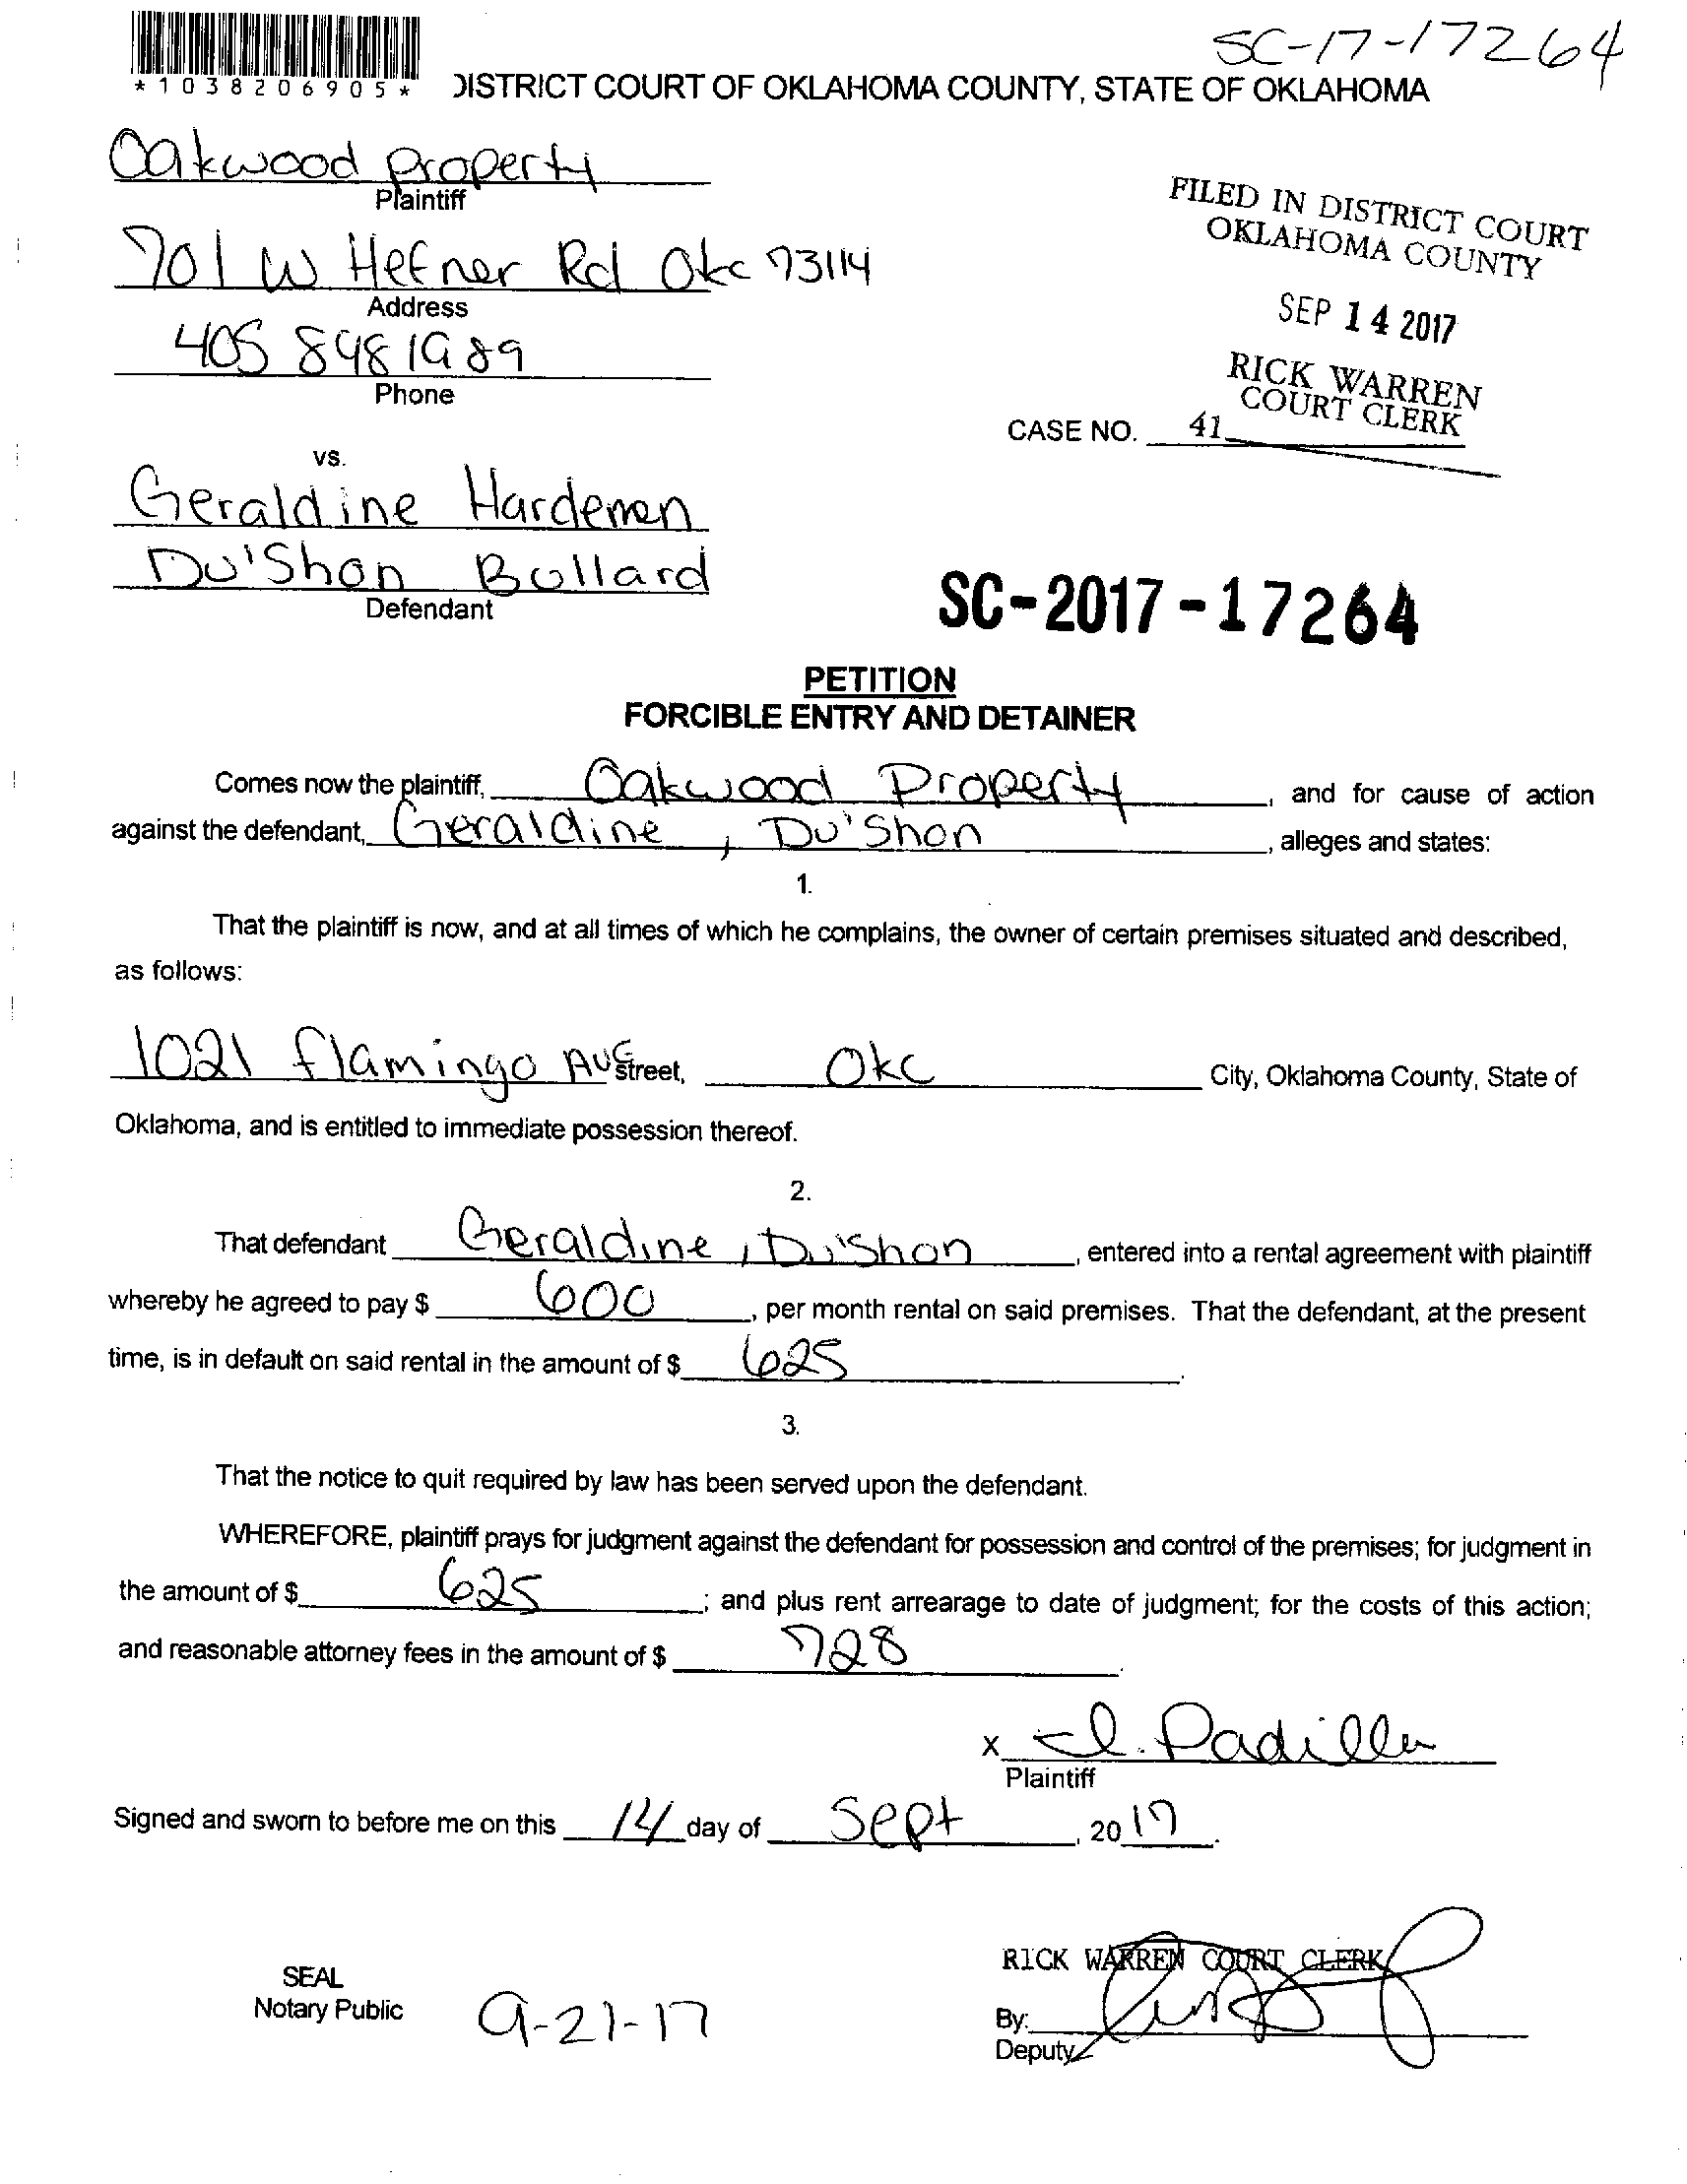 SC-17-17264
*1038206905*
DISTRICT COURT OF OKLAHOMA COUNTY, STATE OF OKLAHOMA
Oakwood Property
Plaintiff
FILED IN DISTRICT COURT
OKLAHOMA COUNTY
701 W Hefner Rd Okc 73114
Address
SEP 14 2017
405 848 1989
Phone
RICK WARREN
COURT CLERK
CASE NO. 41
vs.
Geraldine Hardemen
Du'Shon Bullard
Defendant
SC-2017-17264
PETITION
FORCIBLE ENTRY AND DETAINER
Comes now the plaintiff, Oakwood Property, and for cause of action
against the defendant, Geraldine, Du'Shon, alleges and states:
1.
That the plaintiff is now, and at all times of which he complains, the owner of certain premises situated and described,
as follows:
1021 flamingo Ave Street, Okc City, Oklahoma County, State of
Oklahoma, and is entitled to immediate possession thereof.
2.
That defendant Geraldine, Du'Shon, entered into a rental agreement with plaintiff
whereby he agreed to pay $ 600, per month rental on said premises. That the defendant, at the present
time, is in default on said rental in the amount of $ 625.
3.
That the notice to quit required by law has been served upon the defendant.
WHEREFORE, plaintiff prays for judgment against the defendant for possession and control of the premises; for judgment in
the amount of $ 625; and plus rent arrearage to date of judgment; for the costs of this action;
and reasonable attorney fees in the amount of $ 728.
x I. Padilla
Plaintiff
Signed and sworn to before me on this 14 day of Sept, 2017.
RICK WARREN COURT CLERK
SEAL
Notary Public 9-21-17
By:
Deputy